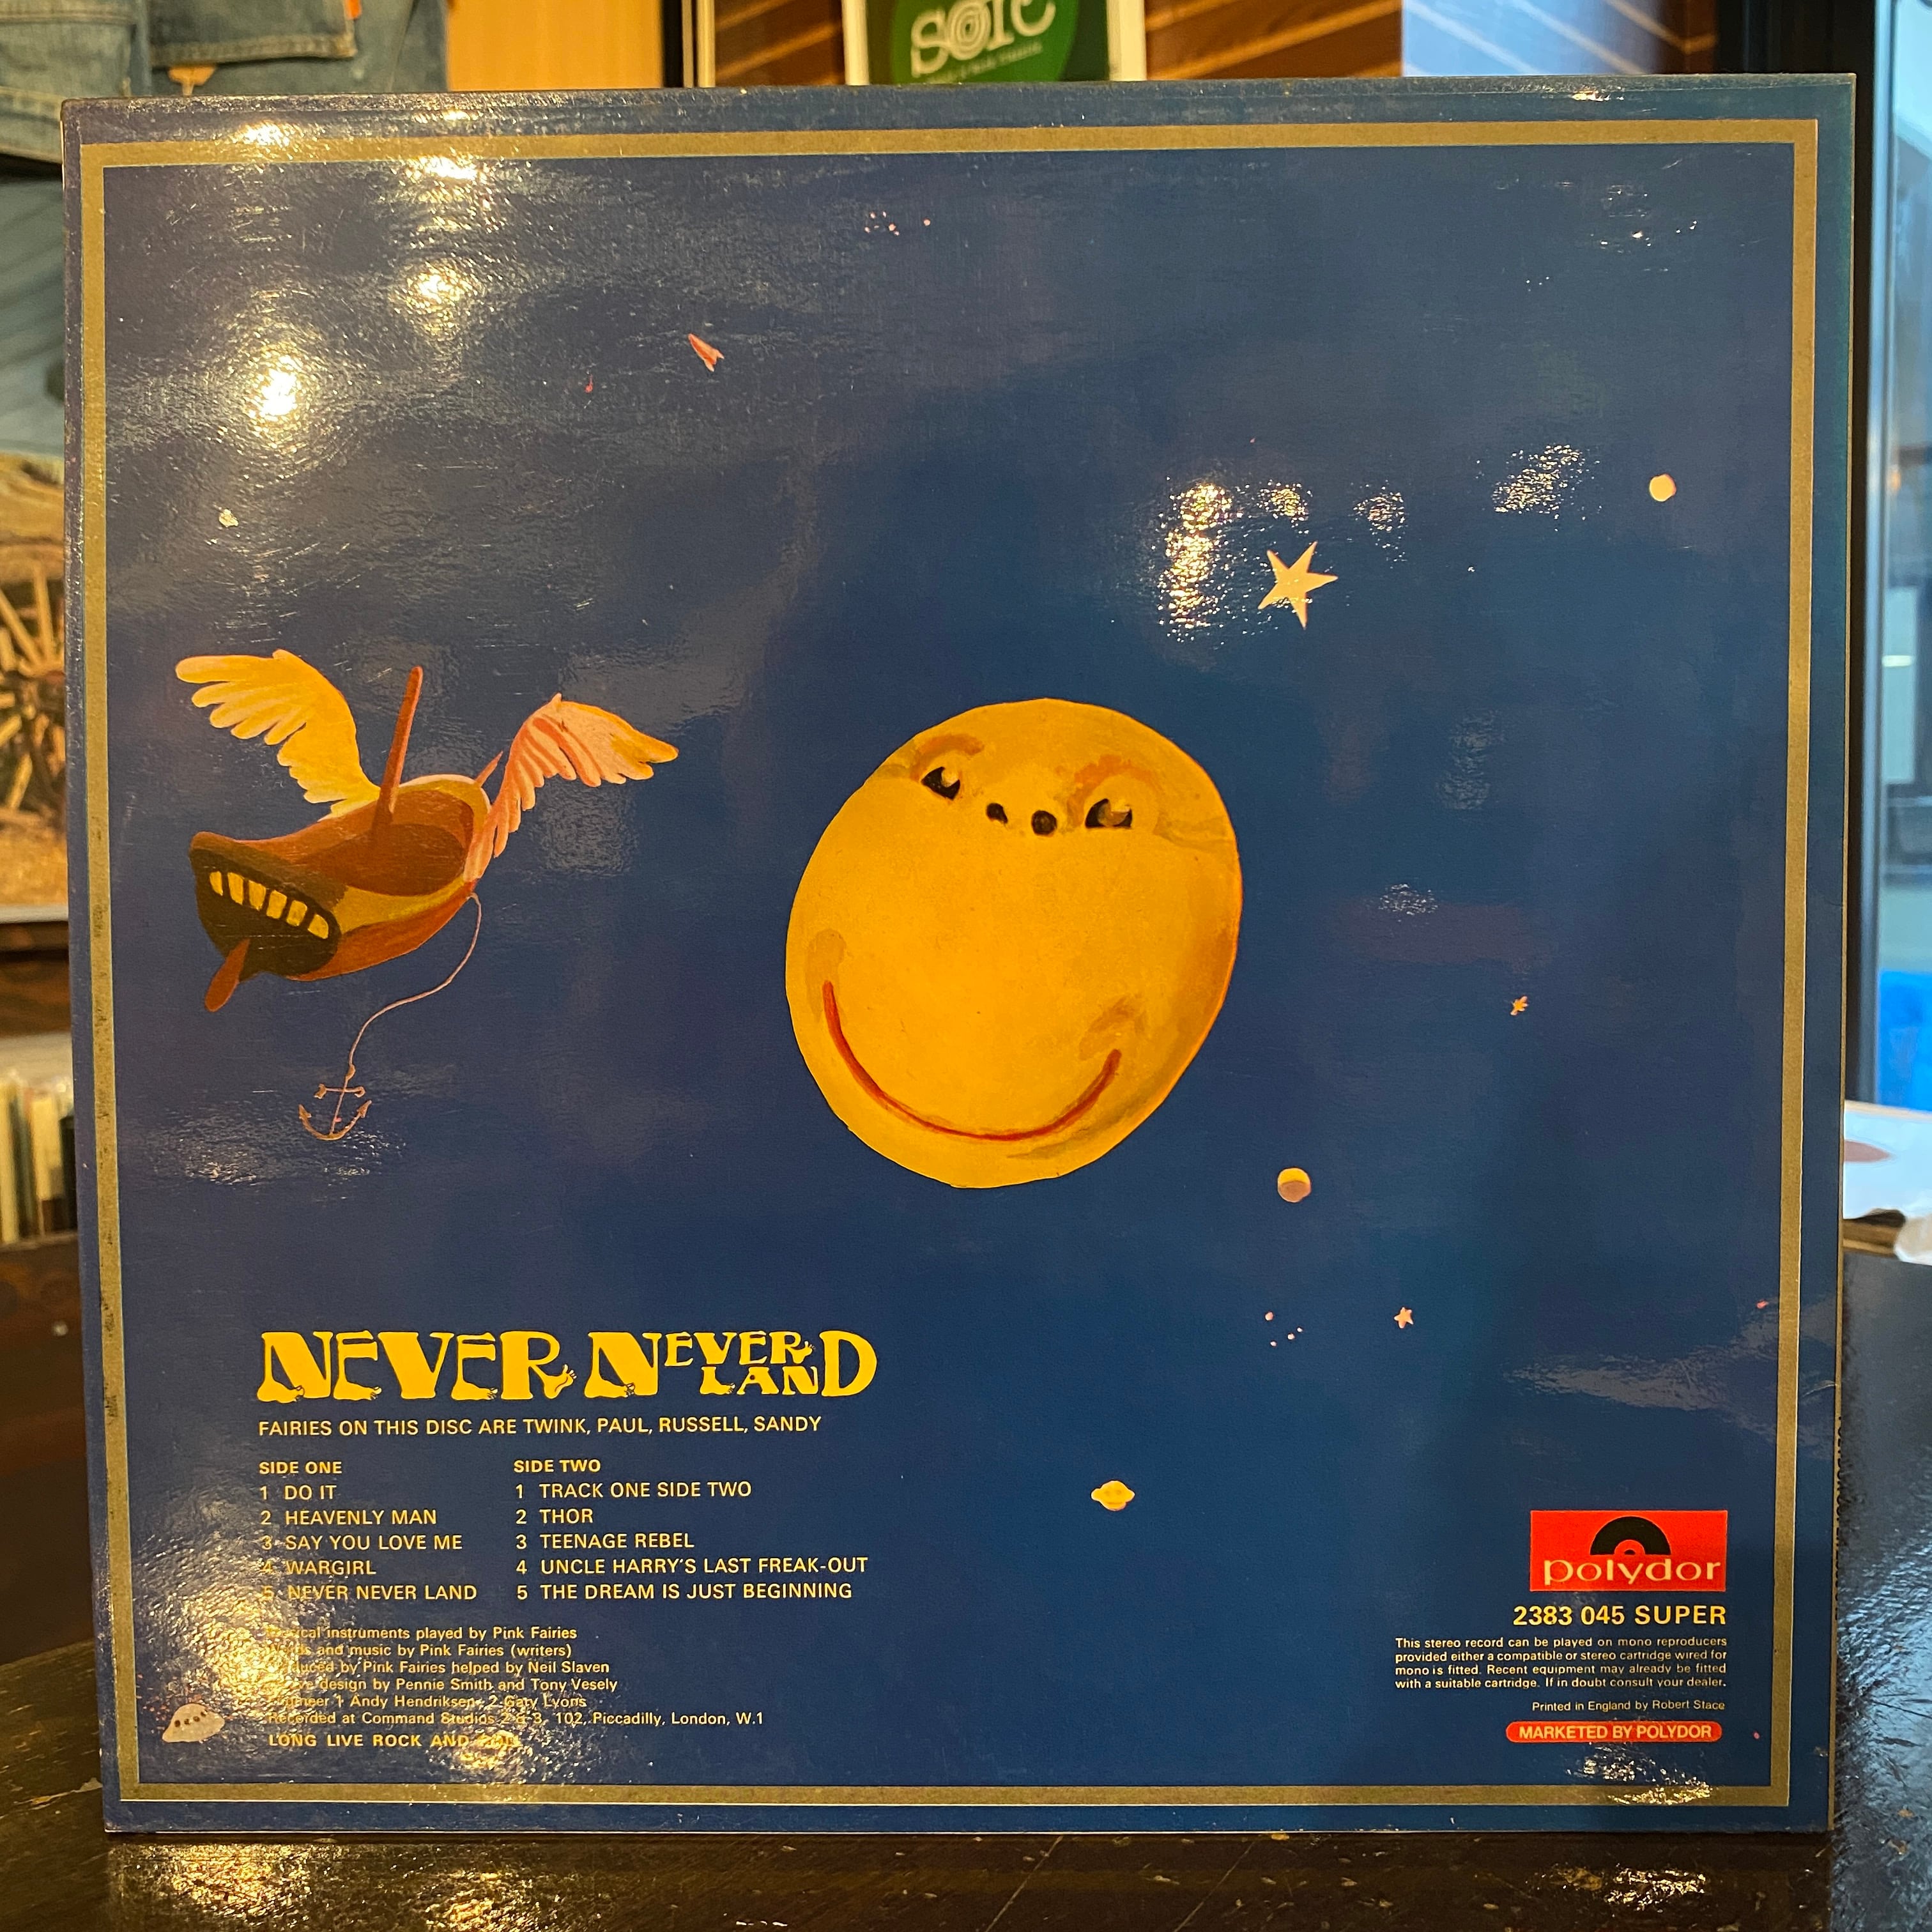 NEVER NEVER LAND
FAIRIES ON THIS DISC ARE TWINK, PAUL, RUSSELL, SANDY
SIDE ONE
1 DO IT
2 HEAVENLY MAN
3 SAY YOU LOVE ME
4 WARGIRL
5 NEVER NEVER LAND
SIDE TWO
1 TRACK ONE SIDE TWO
2 THOR
3 TEENAGE REBEL
4 UNCLE HARRY'S LAST FREAK-OUT
5 THE DREAM IS JUST BEGINNING
instruments played by Pink Fairies
and music by Pink Fairies (writers)
by Pink Fairies helped by Neil Slaven
design by Pennie Smith and Tony Vesely
1 Andy Hendriksen, 2 Gary Lyons
Recorded at Command Studios 2 & 3, 102, Piccadilly, London, W.1
LONG LIVE ROCK AND
polydor
2383 045 SUPER
This stereo record can be played on mono reproducers
provided either a compatible or stereo cartridge wired for
mono is fitted. Recent equipment may already be fitted
with a suitable cartridge. If in doubt consult your dealer.
Printed in England by Robert Stace
MARKETED BY POLYDOR